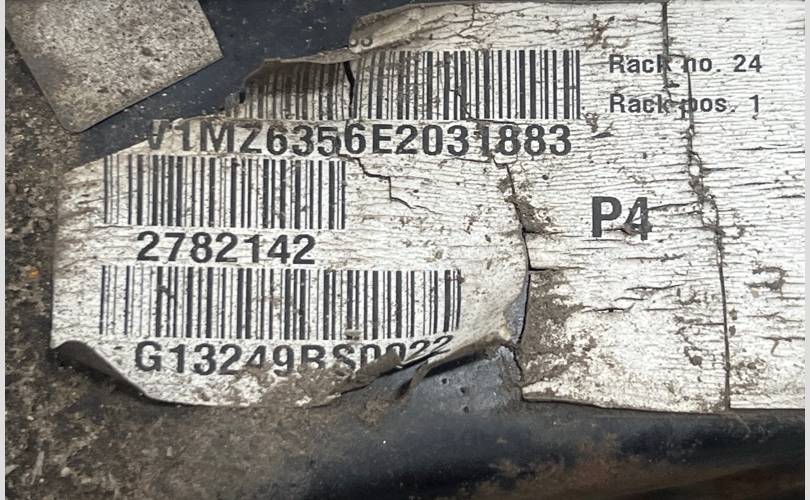 Rack no. 24
Rack pos. 1
V1MZ6356E2031883
P4
2782142
G13249BS0022